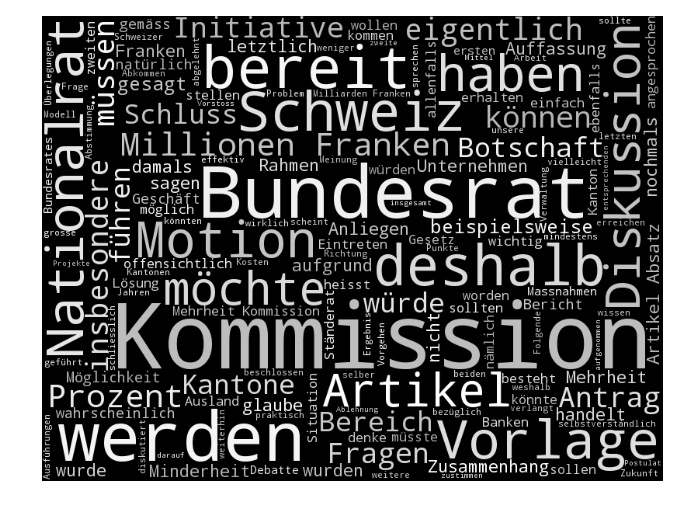 gemäss
Initiative
eigentlich
wollen
kommen
sollte
Schweizer
Franken
letztlich
weniger
zweite
ersten
Auffassung
natürlich
bereit
haben
Abkommen
gesagt
stellen
Problem
Milliarden Franken
sprechen
Mittel
Arbeit
erhalten
einfach
Vorstoss
Schluss
Schweiz
können
unsere
letzten
Millionen Franken
Botschaft
damals
effektiv
Rahmen
Meinung
würden
Unternehmen
vielleicht
sagen
Geschäft
Bundesrat
insgesamt
möglich
könnten
wirklich
scheint
Anliegen
beispielsweise
erreichen
grosse
Motion
Eintreten
Gesetz
wichtig
mindestens
Punkte
offensichtlich
Kosten
Richtung
aufgrund
deshalb
Kantonen
Massnahmen
Lösung
Jahren
möchte
heisst
würde
worden
Bericht
sollten
wissen
Mehrheit Kommission
Folgende
Kommission
geführt
beschlossen
Möglichkeit
Kantone
selber
beiden
besteht
Mehrheit
Prozent
Ausland
glaube
praktisch
Artikel
weshalb
könnte
verlangt
Antrag
wahrscheinlich
Ablehnung
bezüglich
handelt
werden
Bereich
denke
müsste
Banken
selbstverständlich
Vorlage
Fragen
wurde
Minderheit
Debatte
wurden
weitere
Zusammenhang
zustimmen
sollen
Postulat
Zukunft
Überlegungen
Frage
Modell
Bundesrates
Nationalrat
Projekte
zweiten
Abstimmung
müssen
insbesondere
führen
schliesslich
abgelehnt
allenfalls
Verwaltung
Kanton
ebenfalls
entsprechenden
Diskussion
nochmals
angesprochen
Artikel Absatz
Ständerat
Ergebnis
Vorgehen
nicht
nämlich
aufgenommen
Situation
Ausführungen
diskutiert
darauf
weiterhin